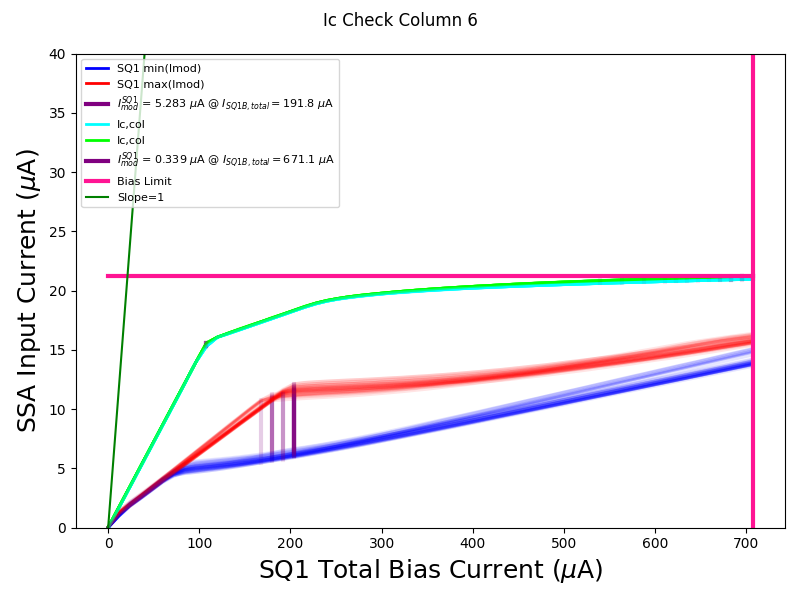 Ic Check Column 6
40
35
30
25
20
15
10
5
0
SSA Input Current (μA)
SQ1 min(Imod)
SQ1 max(Imod)
I_{mod}^{SQ1} = 5.283 μA @ I_{SQ1B, total} = 191.8 μA
Ic,col
Ic,col
I_{mod}^{SQ1} = 0.339 μA @ I_{SQ1B, total} = 671.1 μA
Bias Limit
Slope=1
0 100 200 300 400 500 600 700
SQ1 Total Bias Current (μA)